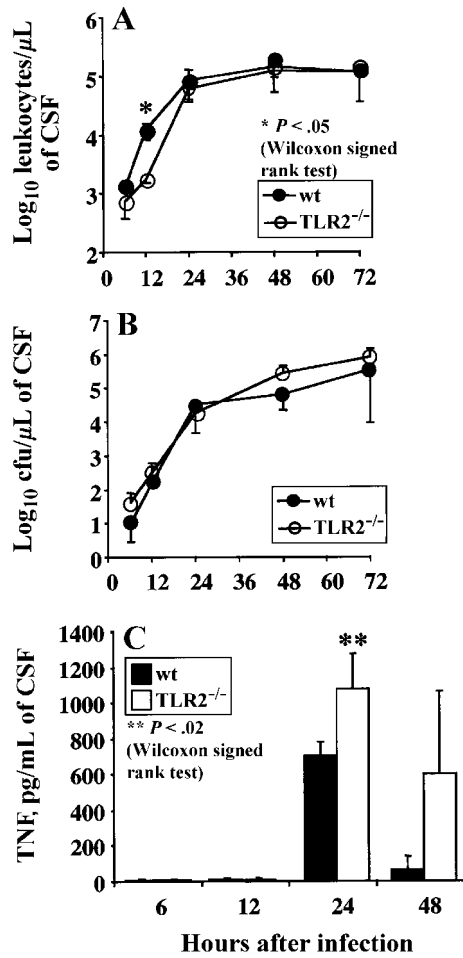 A
Log10 leukocytes/µL
of CSF
6
5
4
3
2
*
* P < .05
(Wilcoxon signed
rank test)
wt
TLR2−/−
0 12 24 36 48 60 72
B
Log10 cfu/µL of CSF
7
6
5
4
3
2
1
0
wt
TLR2−/−
0 12 24 36 48 60 72
C
TNF, pg/mL of CSF
1400
1200
1000
800
600
400
200
0
wt
TLR2−/−
** P < .02
(Wilcoxon signed
rank test)
**
6 12 24 48
Hours after infection